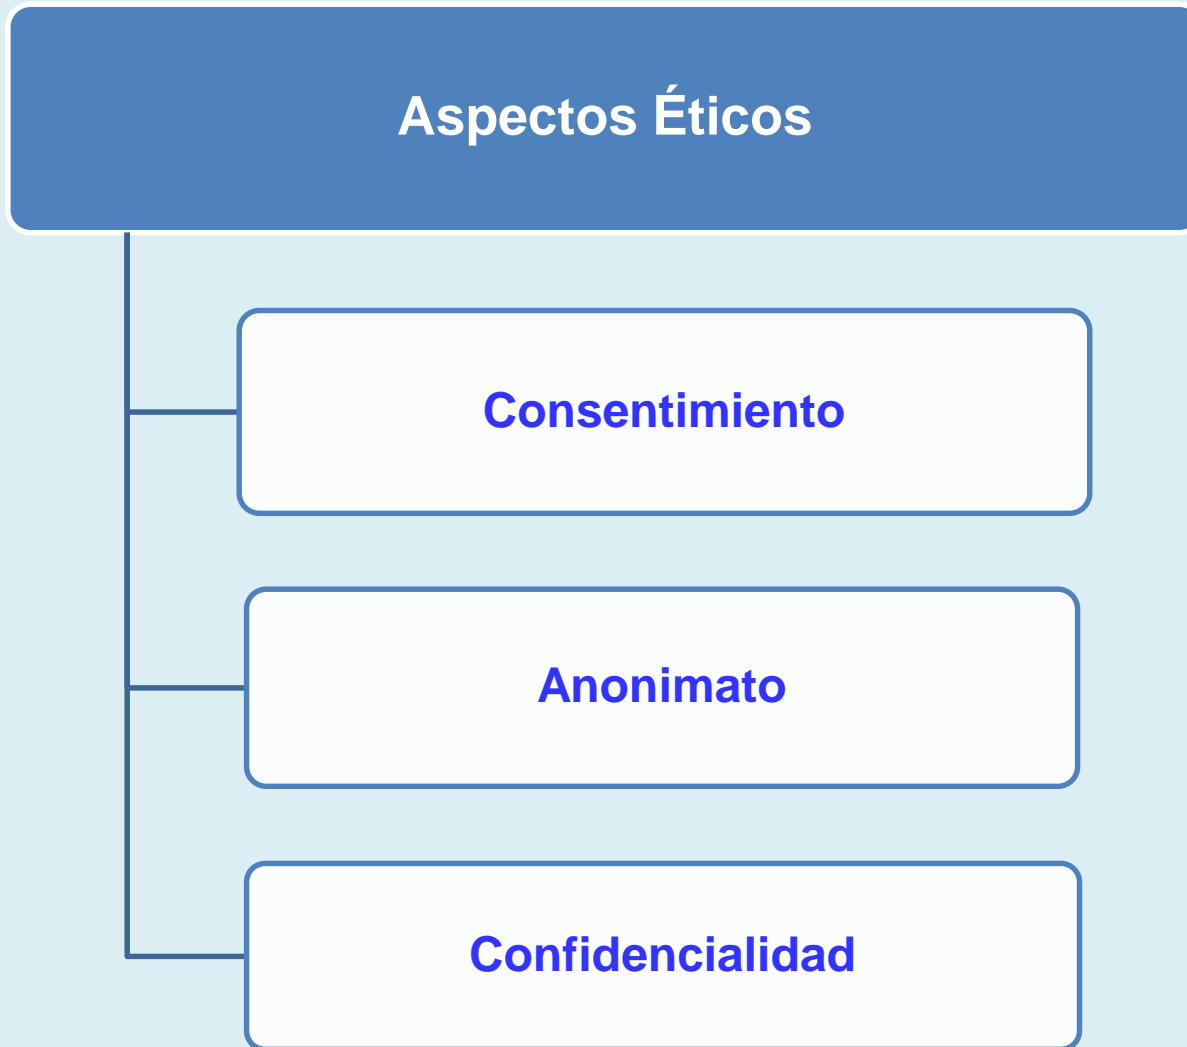 Aspectos Éticos
Consentimiento
Anonimato
Confidencialidad